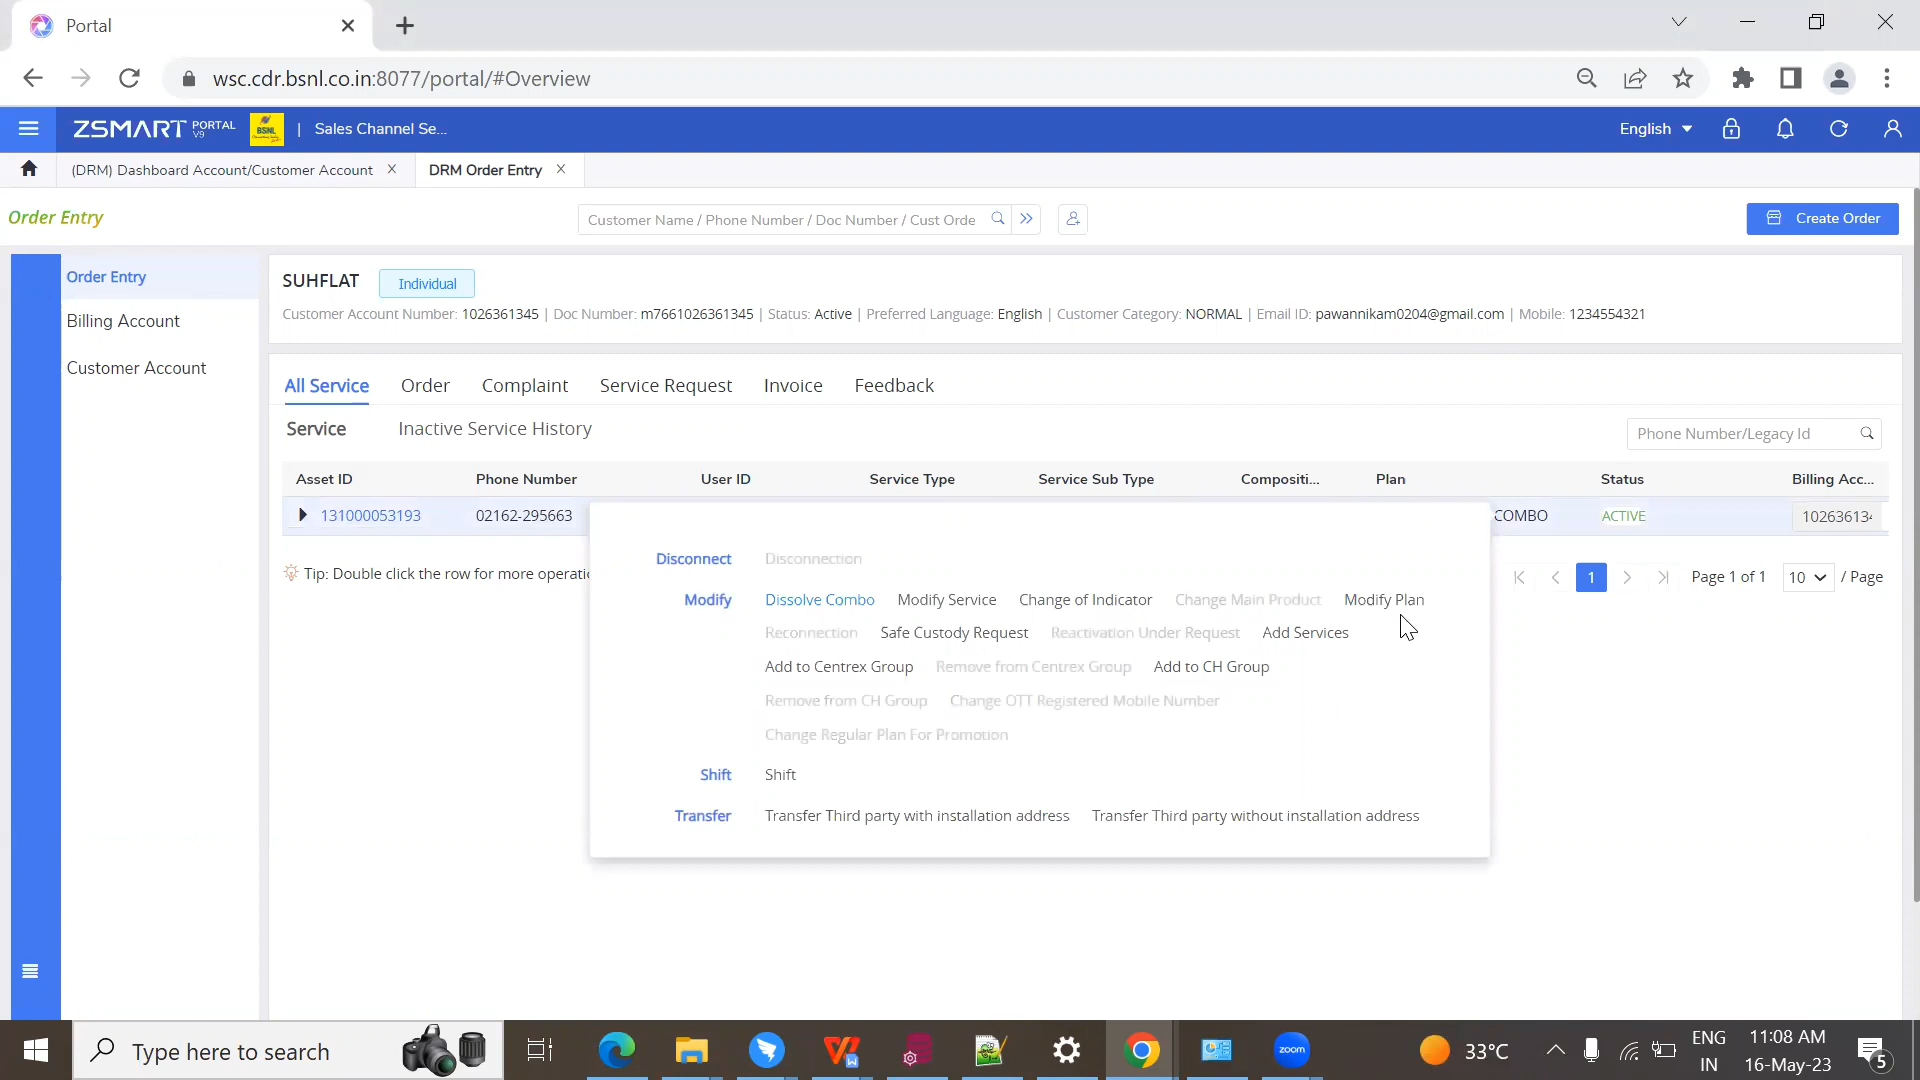 Portal
wsc.cdr.bsnl.co.in:8077/portal/#Overview
ZSMART PORTAL V9 BSNL | Sales Channel Se... English
(DRM) Dashboard Account/Customer Account DRM Order Entry
Order Entry Customer Name / Phone Number / Doc Number / Cust Orde Create Order
Order Entry
Billing Account
Customer Account
SUHFLAT Individual
Customer Account Number: 1026361345 | Doc Number: m7661026361345 | Status: Active | Preferred Language: English | Customer Category: NORMAL | Email ID: pawannikam0204@gmail.com | Mobile: 1234554321
All Service Order Complaint Service Request Invoice Feedback
Service Inactive Service History Phone Number/Legacy Id
Asset ID Phone Number User ID Service Type Service Sub Type Compositi... Plan Status Billing Acc...
131000053193 02162-295663 COMBO ACTIVE 10263613
Tip: Double click the row for more operati 1 Page 1 of 1 10 / Page
Disconnect Disconnection
Modify Dissolve Combo Modify Service Change of Indicator Change Main Product Modify Plan
Reconnection Safe Custody Request Reactivation Under Request Add Services
Add to Centrex Group Remove from Centrex Group Add to CH Group
Remove from CH Group Change OTT Registered Mobile Number
Change Regular Plan For Promotion
Shift Shift
Transfer Transfer Third party with installation address Transfer Third party without installation address
Type here to search zoom 33°C ENG IN 11:08 AM 16-May-23 5